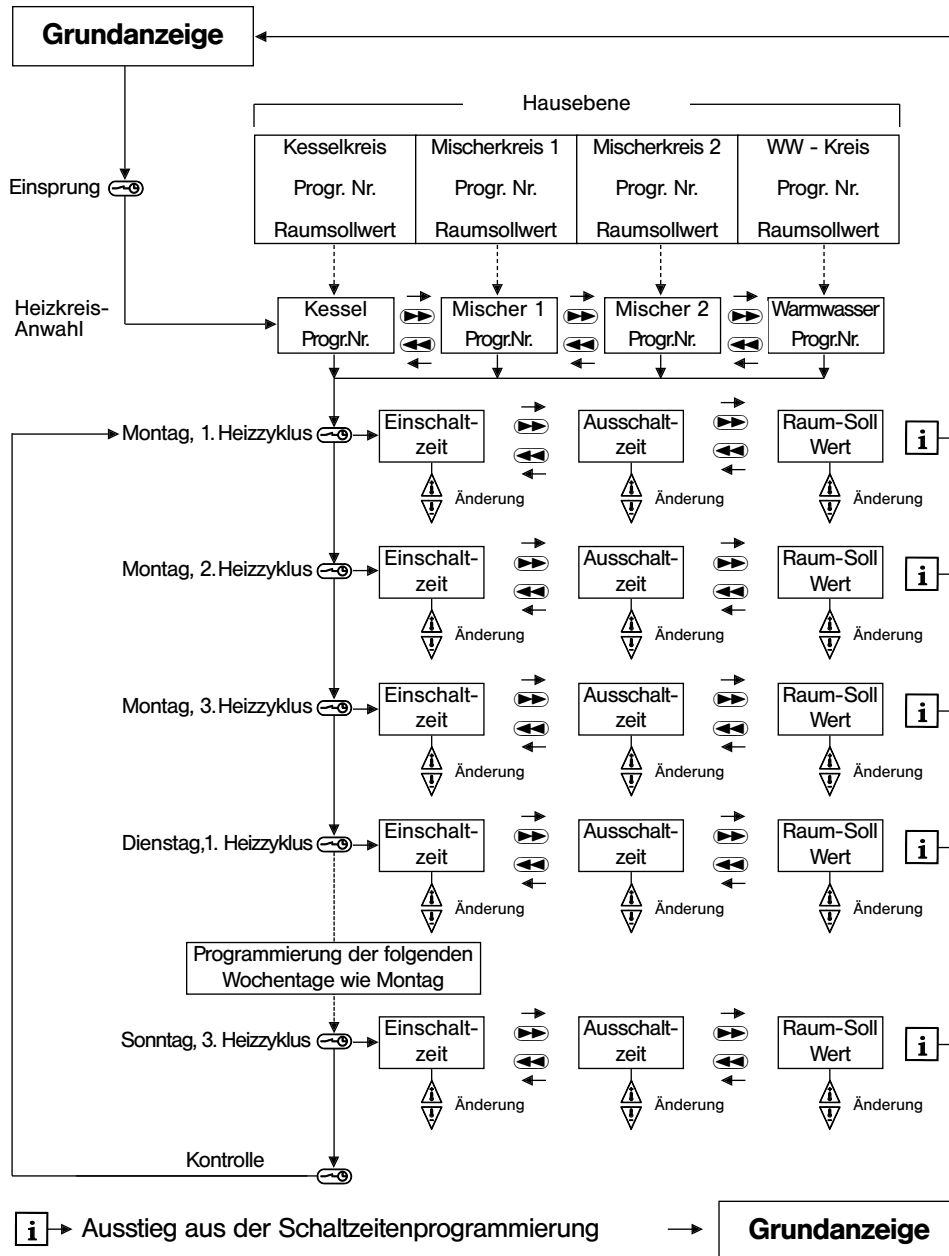 Grundanzeige
Hausebene
Kesselkreis Mischerkreis 1 Mischerkreis 2 WW - Kreis
Einsprung Progr. Nr. Progr. Nr. Progr. Nr. Progr. Nr.
Raumsollwert Raumsollwert Raumsollwert Raumsollwert
Heizkreis- Kessel Mischer 1 Mischer 2 Warmwasser
Anwahl Progr.Nr. Progr.Nr. Progr.Nr. Progr.Nr.
Montag, 1. Heizzyklus Einschalt- Ausschalt- Raum-Soll i
zeit zeit Wert
Änderung Änderung Änderung
Montag, 2. Heizzyklus Einschalt- Ausschalt- Raum-Soll i
zeit zeit Wert
Änderung Änderung Änderung
Montag, 3. Heizzyklus Einschalt- Ausschalt- Raum-Soll i
zeit zeit Wert
Änderung Änderung Änderung
Dienstag,1. Heizzyklus Einschalt- Ausschalt- Raum-Soll i
zeit zeit Wert
Änderung Änderung Änderung
Programmierung der folgenden
Wochentage wie Montag
Sonntag, 3. Heizzyklus Einschalt- Ausschalt- Raum-Soll i
zeit zeit Wert
Änderung Änderung Änderung
Kontrolle
i Ausstieg aus der Schaltzeitenprogrammierung Grundanzeige